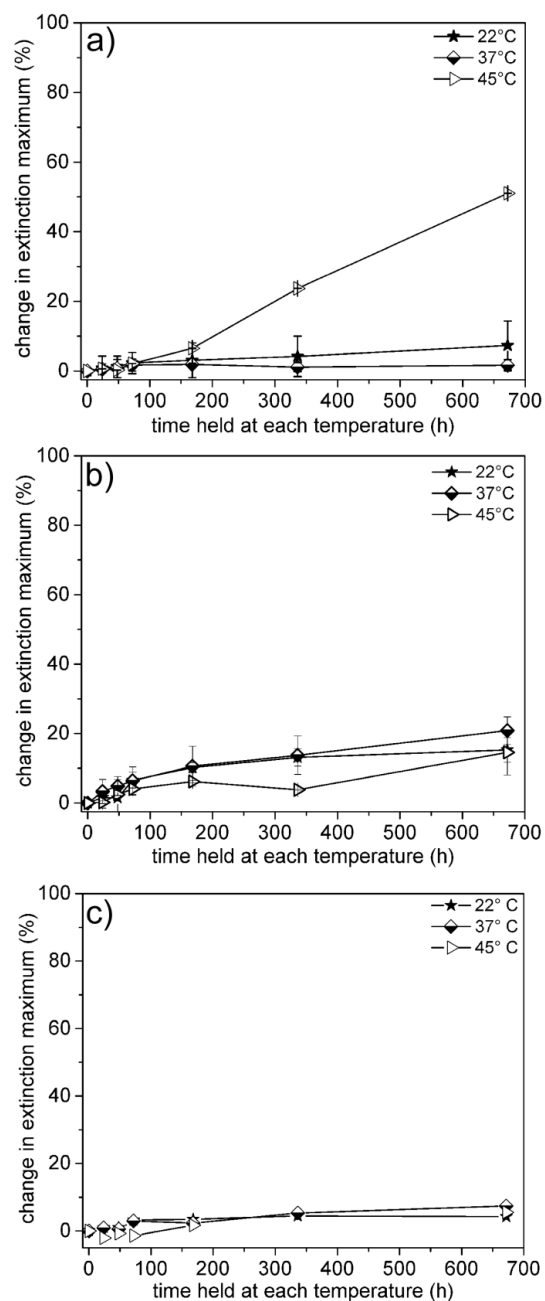 a)
22°C
37°C
45°C
change in extinction maximum (%)
100
80
60
40
20
0
0 100 200 300 400 500 600 700
time held at each temperature (h)
b)
22°C
37°C
45°C
change in extinction maximum (%)
100
80
60
40
20
0
0 100 200 300 400 500 600 700
time held at each temperature (h)
c)
22° C
37° C
45° C
change in extinction maximum (%)
100
80
60
40
20
0
0 100 200 300 400 500 600 700
time held at each temperature (h)